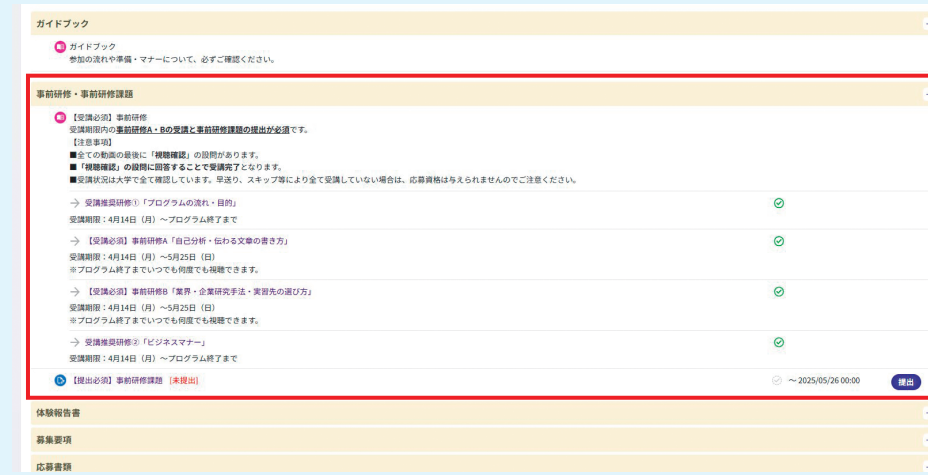 ガイドブック
ガイドブック
参加の流れや準備・マナーについて、必ずご確認ください。
事前研修・事前研修課題
【受講必須】事前研修
受講期限内の事前研修A・Bの受講と事前研修課題の提出が必須です。
【注意事項】
■全ての動画の最後に「視聴確認」の設問があります。
■「視聴確認」の設問に回答することで受講完了となります。
■受講状況は大学で全て確認しています。早送り、スキップ等により全て受講していない場合は、応募資格は与えられませんのでご注意ください。
→ 受講推奨研修①「プログラムの流れ・目的」
受講期限：4月14日（月）～プログラム終了まで
→ 【受講必須】事前研修A「自己分析・伝わる文章の書き方」
受講期限：4月14日（月）～5月25日（日）
※プログラム終了までいつでも何度でも視聴できます。
→ 【受講必須】事前研修B「業界・企業研究手法・実習先の選び方」
受講期限：4月14日（月）～5月25日（日）
※プログラム終了までいつでも何度でも視聴できます。
→ 受講推奨研修②「ビジネスマナー」
受講期限：4月14日（月）～プログラム終了まで
【提出必須】事前研修課題 [未提出] ～ 2025/05/26 00:00 提出
体験報告書
募集要項
応募書類